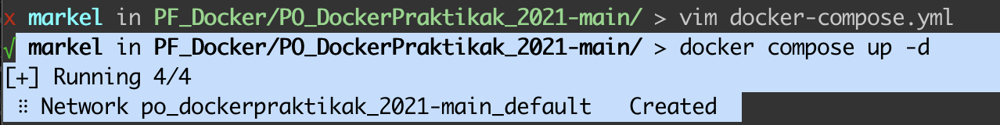 x markel in PF_Docker/PO_DockerPraktikak_2021-main/ > vim docker-compose.yml
√ markel in PF_Docker/PO_DockerPraktikak_2021-main/ > docker compose up -d
[+] Running 4/4
⠿ Network po_dockerpraktikak_2021-main_default   Created